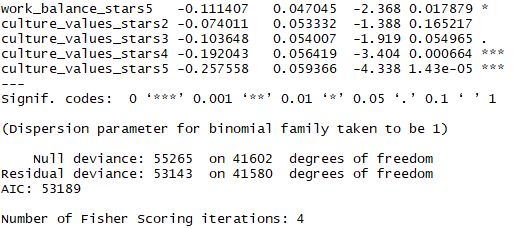 work_balance_stars5   -0.111407   0.047045  -2.368 0.017879 *
culture_values_stars2 -0.074011   0.053332  -1.388 0.165217
culture_values_stars3 -0.103648   0.054007  -1.919 0.054965 .
culture_values_stars4 -0.192043   0.056419  -3.404 0.000664 ***
culture_values_stars5 -0.257558   0.059366  -4.338 1.43e-05 ***
---
Signif. codes:  0 ‘***’ 0.001 ‘**’ 0.01 ‘*’ 0.05 ‘.’ 0.1 ‘ ’ 1
(Dispersion parameter for binomial family taken to be 1)
    Null deviance: 55265  on 41602  degrees of freedom
Residual deviance: 53143  on 41580  degrees of freedom
AIC: 53189
Number of Fisher Scoring iterations: 4